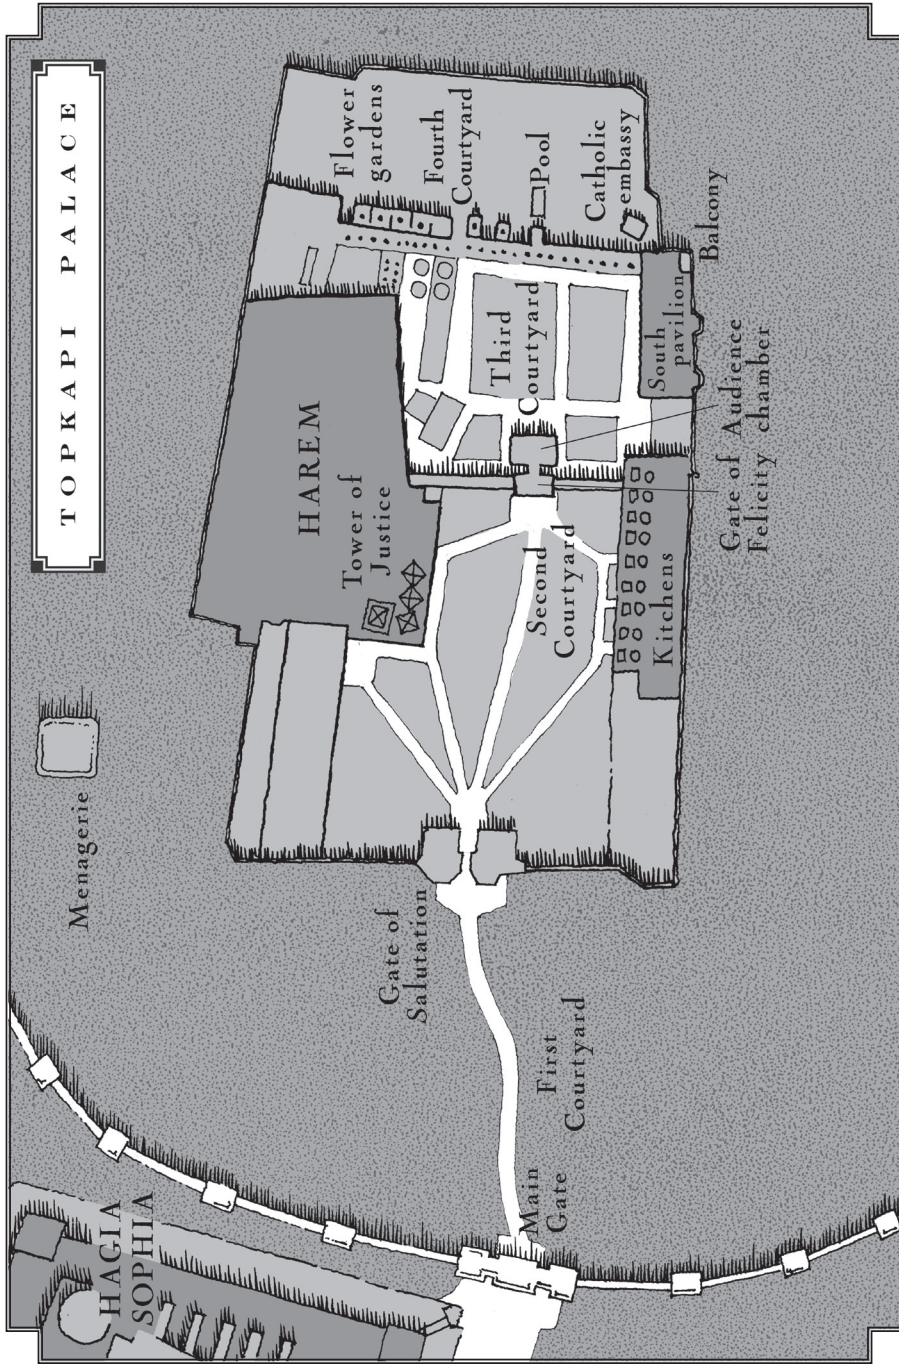 TOPKAPI PALACE
Menagerie
HAGIA
SOPHIA
Main
Gate
First
Courtyard
Gate of
Salutation
HAREM
Tower of
Justice
Second
Courtyard
Kitchens
Gate of
Felicity
Audience
chamber
Third
Courtyard
South
pavilion
Balcony
Flower
gardens
Fourth
Courtyard
Pool
Catholic
embassy